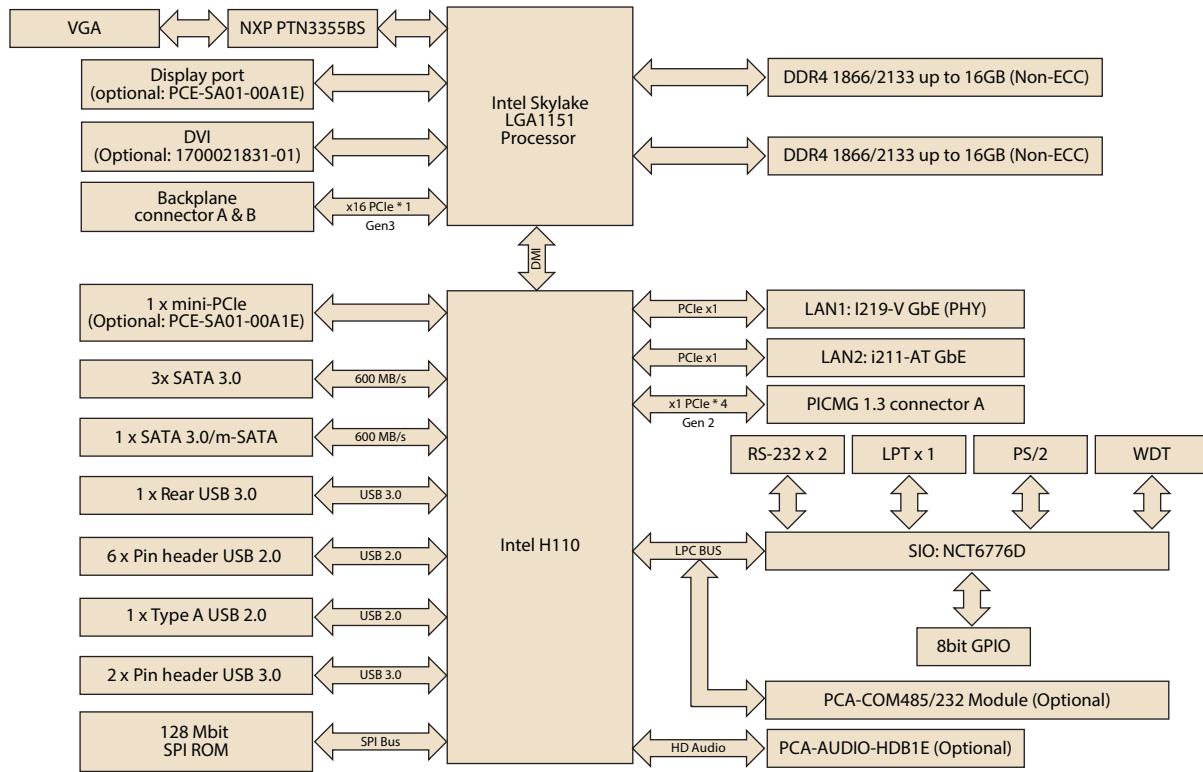 VGA
NXP PTN3355BS
Display port
(optional: PCE-SA01-00A1E)
DVI
(Optional: 1700021831-01)
Backplane
connector A & B
x16 PCIe * 1
Gen3
Intel Skylake
LGA1151
Processor
DDR4 1866/2133 up to 16GB (Non-ECC)
DDR4 1866/2133 up to 16GB (Non-ECC)
DMI
1 x mini-PCIe
(Optional: PCE-SA01-00A1E)
3x SATA 3.0
600 MB/s
1 x SATA 3.0/m-SATA
600 MB/s
1 x Rear USB 3.0
USB 3.0
6 x Pin header USB 2.0
USB 2.0
1 x Type A USB 2.0
USB 2.0
2 x Pin header USB 3.0
USB 3.0
128 Mbit
SPI ROM
SPI Bus
Intel H110
PCIe x1
LAN1: I219-V GbE (PHY)
PCIe x1
LAN2: i211-AT GbE
x1 PCIe * 4
Gen 2
PICMG 1.3 connector A
RS-232 x 2
LPT x 1
PS/2
WDT
LPC BUS
SIO: NCT6776D
8bit GPIO
PCA-COM485/232 Module (Optional)
HD Audio
PCA-AUDIO-HDB1E (Optional)